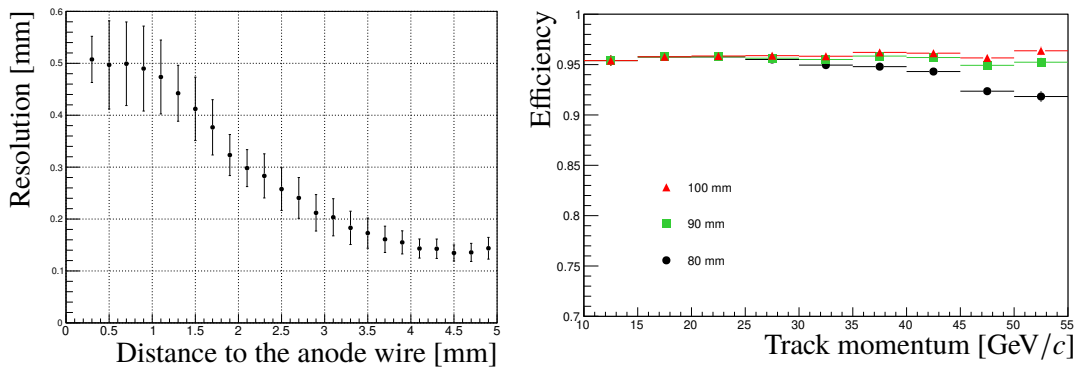 Resolution [mm]
0.6
0.5
0.4
0.3
0.2
0.1
0
0 0.5 1 1.5 2 2.5 3 3.5 4 4.5 5
Distance to the anode wire [mm]
Efficiency
1
0.95
0.9
0.85
0.8
0.75
0.7
100 mm
90 mm
80 mm
10 15 20 25 30 35 40 45 50 55
Track momentum [GeV/c]